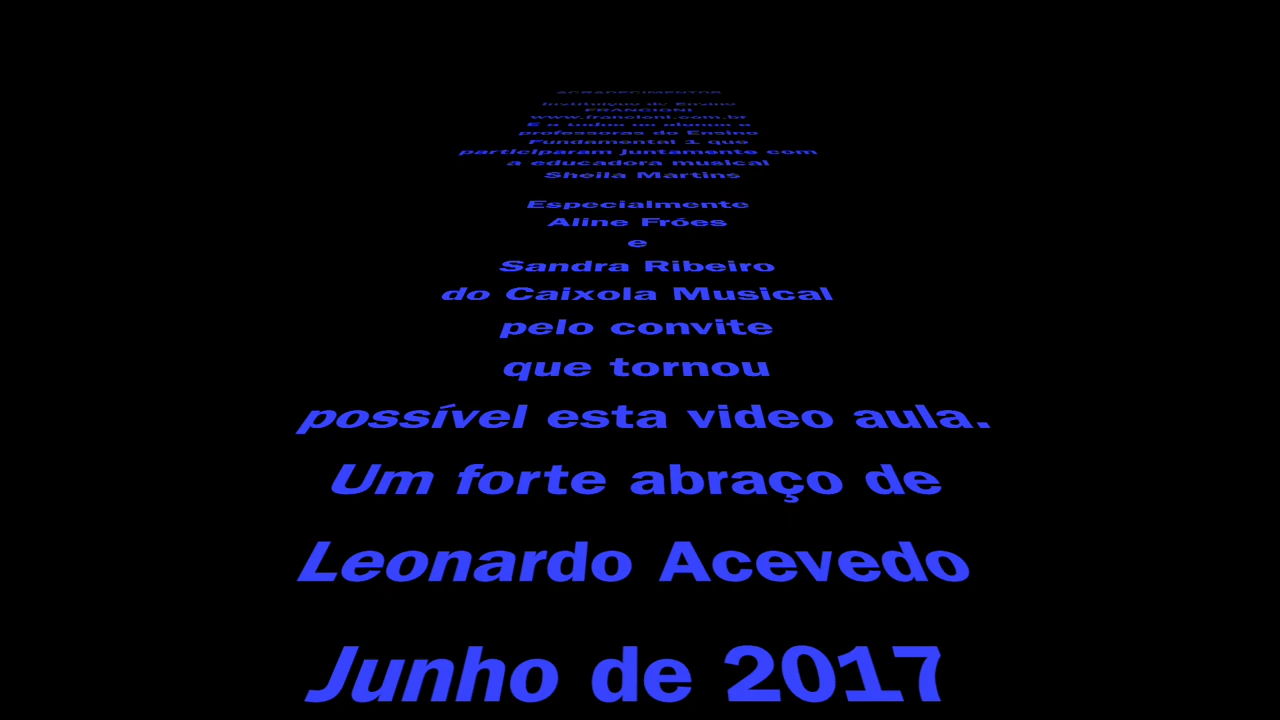 AGRADECIMENTOS
Instituição de Ensino
FRANCIONI
www.francioni.com.br
E a todos os alunos e
professoras do Ensino
Fundamental 1 que
participaram juntamente com
a educadora musical
Sheila Martins
Especialmente
Aline Fróes
e
Sandra Ribeiro
do Caixola Musical
pelo convite
que tornou
possível esta video aula.
Um forte abraço de
Leonardo Acevedo
Junho de 2017